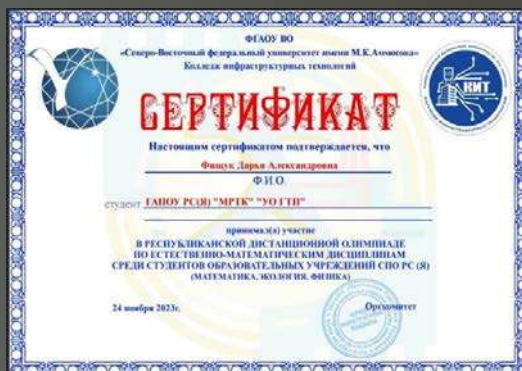 ФГАОУ ВО
«Северо-Восточный федеральный университет имени М.К.Аммосова»
Колледж инфраструктурных технологий
КИТ
СЕРТИФИКАТ
Настоящим сертификатом подтверждается, что
Фищук Дарья Александровна
Ф.И.О.
студент ГАПОУ РС(Я) "МРТК" "УО ГТП"
принимал(а) участие
В РЕСПУБЛИКАНСКОЙ ДИСТАНЦИОННОЙ ОЛИМПИАДЕ
ПО ЕСТЕСТВЕННО-МАТЕМАТИЧЕСКИМ ДИСЦИПЛИНАМ
СРЕДИ СТУДЕНТОВ ОБРАЗОВАТЕЛЬНЫХ УЧРЕЖДЕНИЙ СПО РС (Я)
(МАТЕМАТИКА, ЭКОЛОГИЯ, ФИЗИКА)
24 ноября 2023г.
Оргкомитет